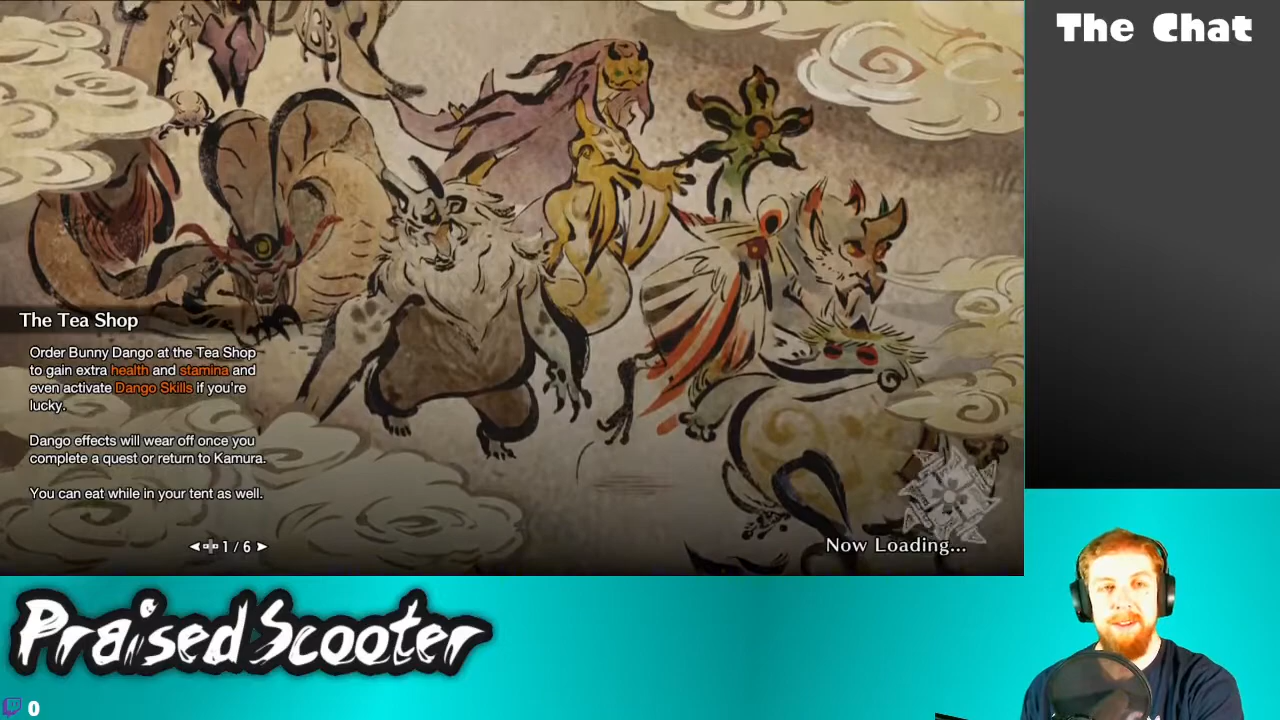 The Chat
The Tea Shop
Order Bunny Dango at the Tea Shop
to gain extra health and stamina and
even activate Dango Skills if you're
lucky.
Dango effects will wear off once you
complete a quest or return to Kamura.
You can eat while in your tent as well.
1 / 6
Now Loading...
PraisedScooter
0